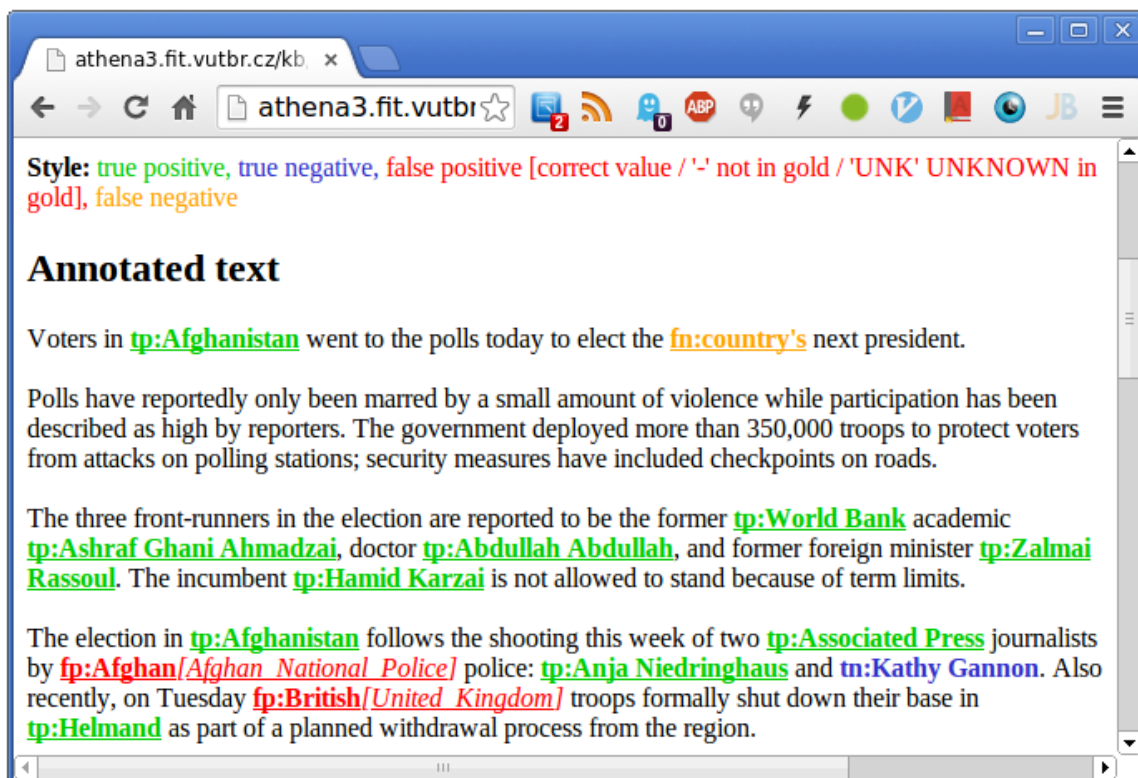 athena3.fit.vutbr.cz/kb
athena3.fit.vutbr
2
0
ABP
A
JB
Style: true positive, true negative, false positive [correct value / '-' not in gold / 'UNK' UNKNOWN in
gold], false negative
Annotated text
Voters in tp:Afghanistan went to the polls today to elect the fn:country's next president.
Polls have reportedly only been marred by a small amount of violence while participation has been
described as high by reporters. The government deployed more than 350,000 troops to protect voters
from attacks on polling stations; security measures have included checkpoints on roads.
The three front-runners in the election are reported to be the former tp:World Bank academic
tp:Ashraf Ghani Ahmadzai, doctor tp:Abdullah Abdullah, and former foreign minister tp:Zalmai
Rassoul. The incumbent tp:Hamid Karzai is not allowed to stand because of term limits.
The election in tp:Afghanistan follows the shooting this week of two tp:Associated Press journalists
by fp:Afghan[Afghan_National_Police] police: tp:Anja Niedringhaus and tn:Kathy Gannon. Also
recently, on Tuesday fp:British[United_Kingdom] troops formally shut down their base in
tp:Helmand as part of a planned withdrawal process from the region.